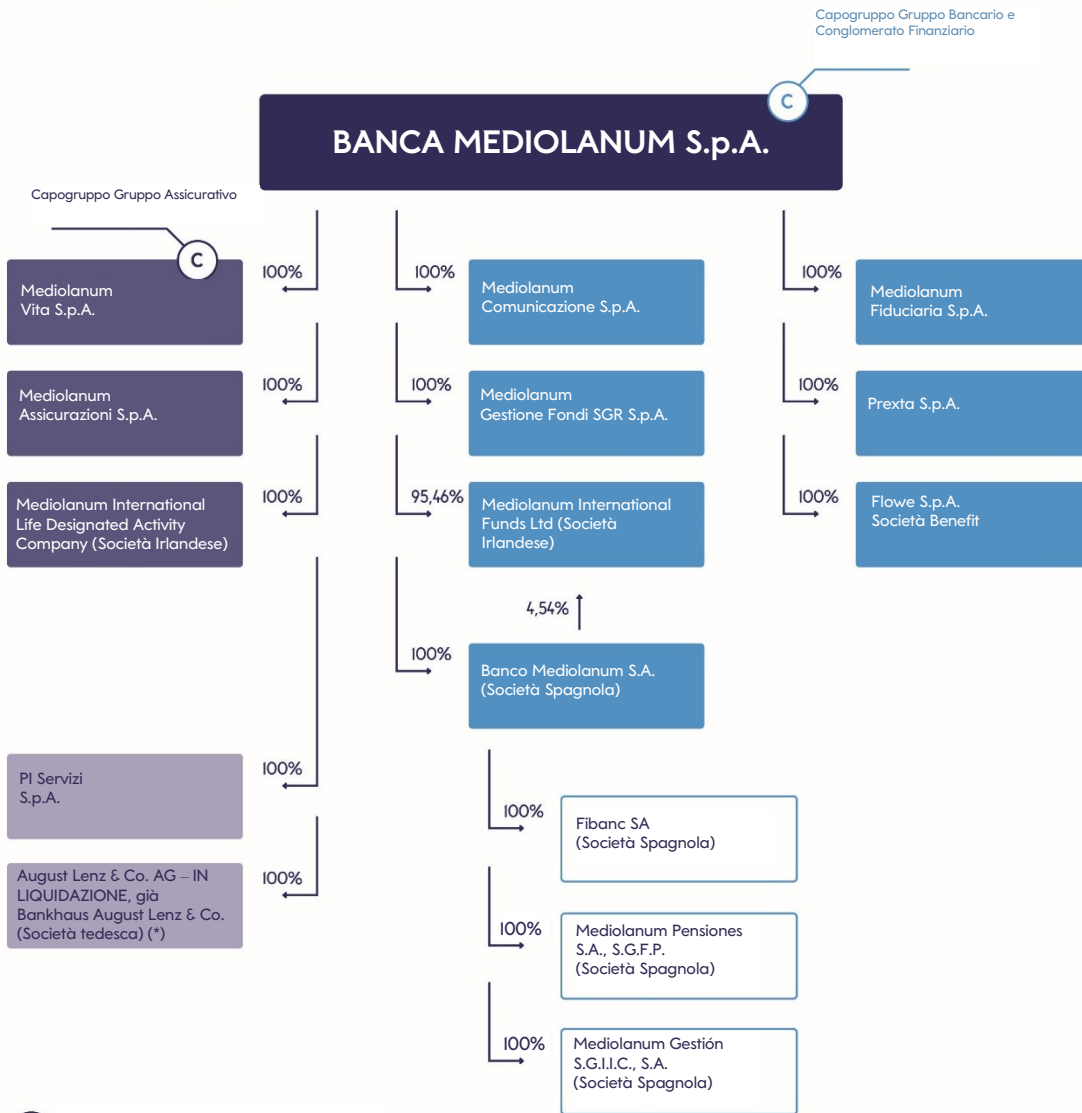 Capogruppo Gruppo Bancario e
Conglomerato Finanziario
C
BANCA MEDIOLANUM S.p.A.
Capogruppo Gruppo Assicurativo
C
100%
Mediolanum
Vita S.p.A.
100%
Mediolanum
Comunicazione S.p.A.
100%
Mediolanum
Fiduciaria S.p.A.
100%
Mediolanum
Assicurazioni S.p.A.
100%
Mediolanum
Gestione Fondi SGR S.p.A.
100%
Prexta S.p.A.
100%
Mediolanum International
Life Designated Activity
Company (Società Irlandese)
95,46%
Mediolanum International
Funds Ltd (Società
Irlandese)
100%
Flowe S.p.A.
Società Benefit
4,54%
100%
Banco Mediolanum S.A.
(Società Spagnola)
100%
PI Servizi
S.p.A.
100%
Fibanc SA
(Società Spagnola)
100%
August Lenz & Co. AG – IN
LIQUIDAZIONE, già
Bankhaus August Lenz & Co.
(Società tedesca) (*)
100%
Mediolanum Pensiones
S.A., S.G.F.P.
(Società Spagnola)
100%
Mediolanum Gestión
S.G.I.I.C., S.A.
(Società Spagnola)